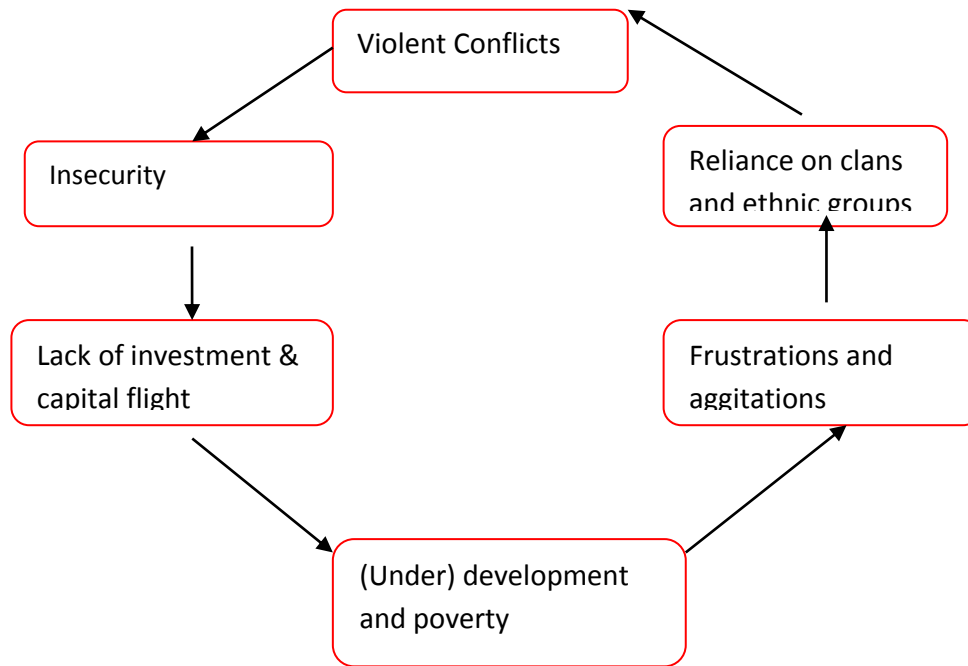 Violent Conflicts
Insecurity
Reliance on clans
and ethnic groups
Lack of investment &
capital flight
Frustrations and
aggitations
(Under) development
and poverty